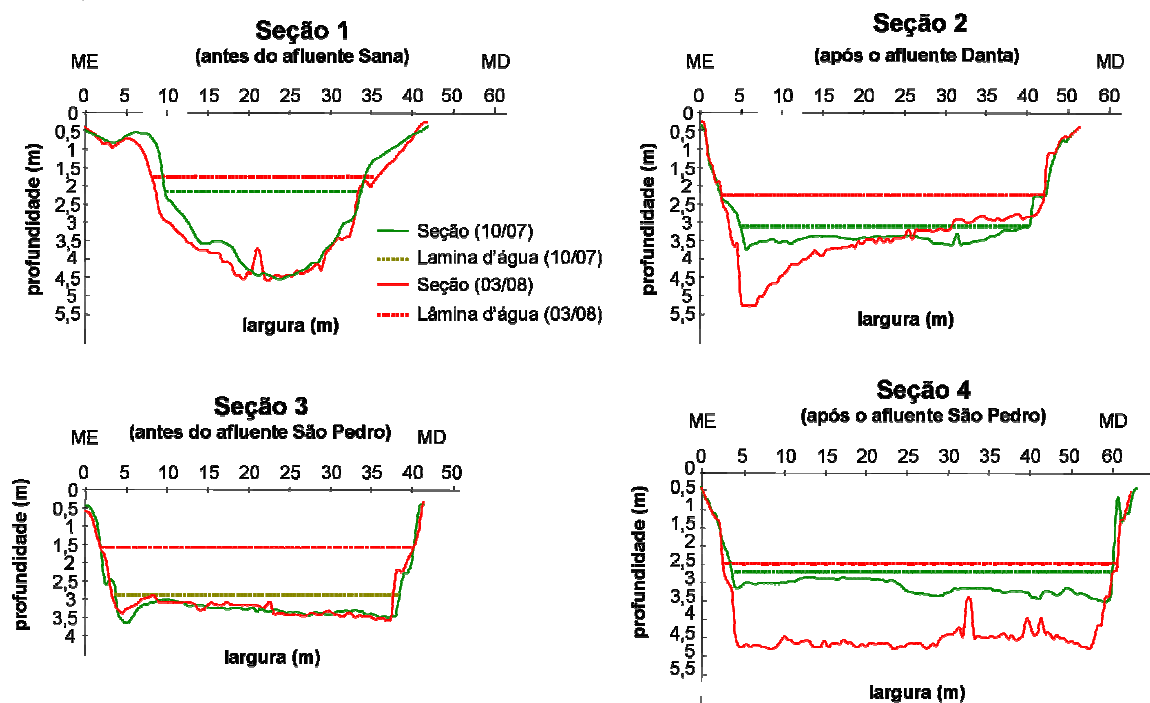 Seção 1
(antes do afluente Sana)
ME MD
0 5 10 15 20 25 30 35 40 50 60
0
0,5
1
1,5
2
2,5
3
3,5
4
4,5
5
5,5
profundidade (m)
Seção (10/07)
Lamina d'água (10/07)
Seção (03/08)
Lâmina d'água (03/08)
largura (m)
Seção 2
(após o afluente Danta)
ME MD
0 5 10 15 20 25 30 35 40 50 60
0
0,5
1
1,5
2
2,5
3
3,5
4
4,5
5
5,5
profundidade (m)
largura (m)
Seção 3
(antes do afluente São Pedro)
ME MD
0 5 10 15 20 25 30 35 40 50
0
0,5
1
1,5
2
2,5
3
3,5
4
profundidade (m)
largura (m)
Seção 4
(após o afluente São Pedro)
ME MD
0 5 10 15 20 25 30 35 40 50 60
0
0,5
1
1,5
2
2,5
3
3,5
4
4,5
5
5,5
profundidade (m)
largura (m)